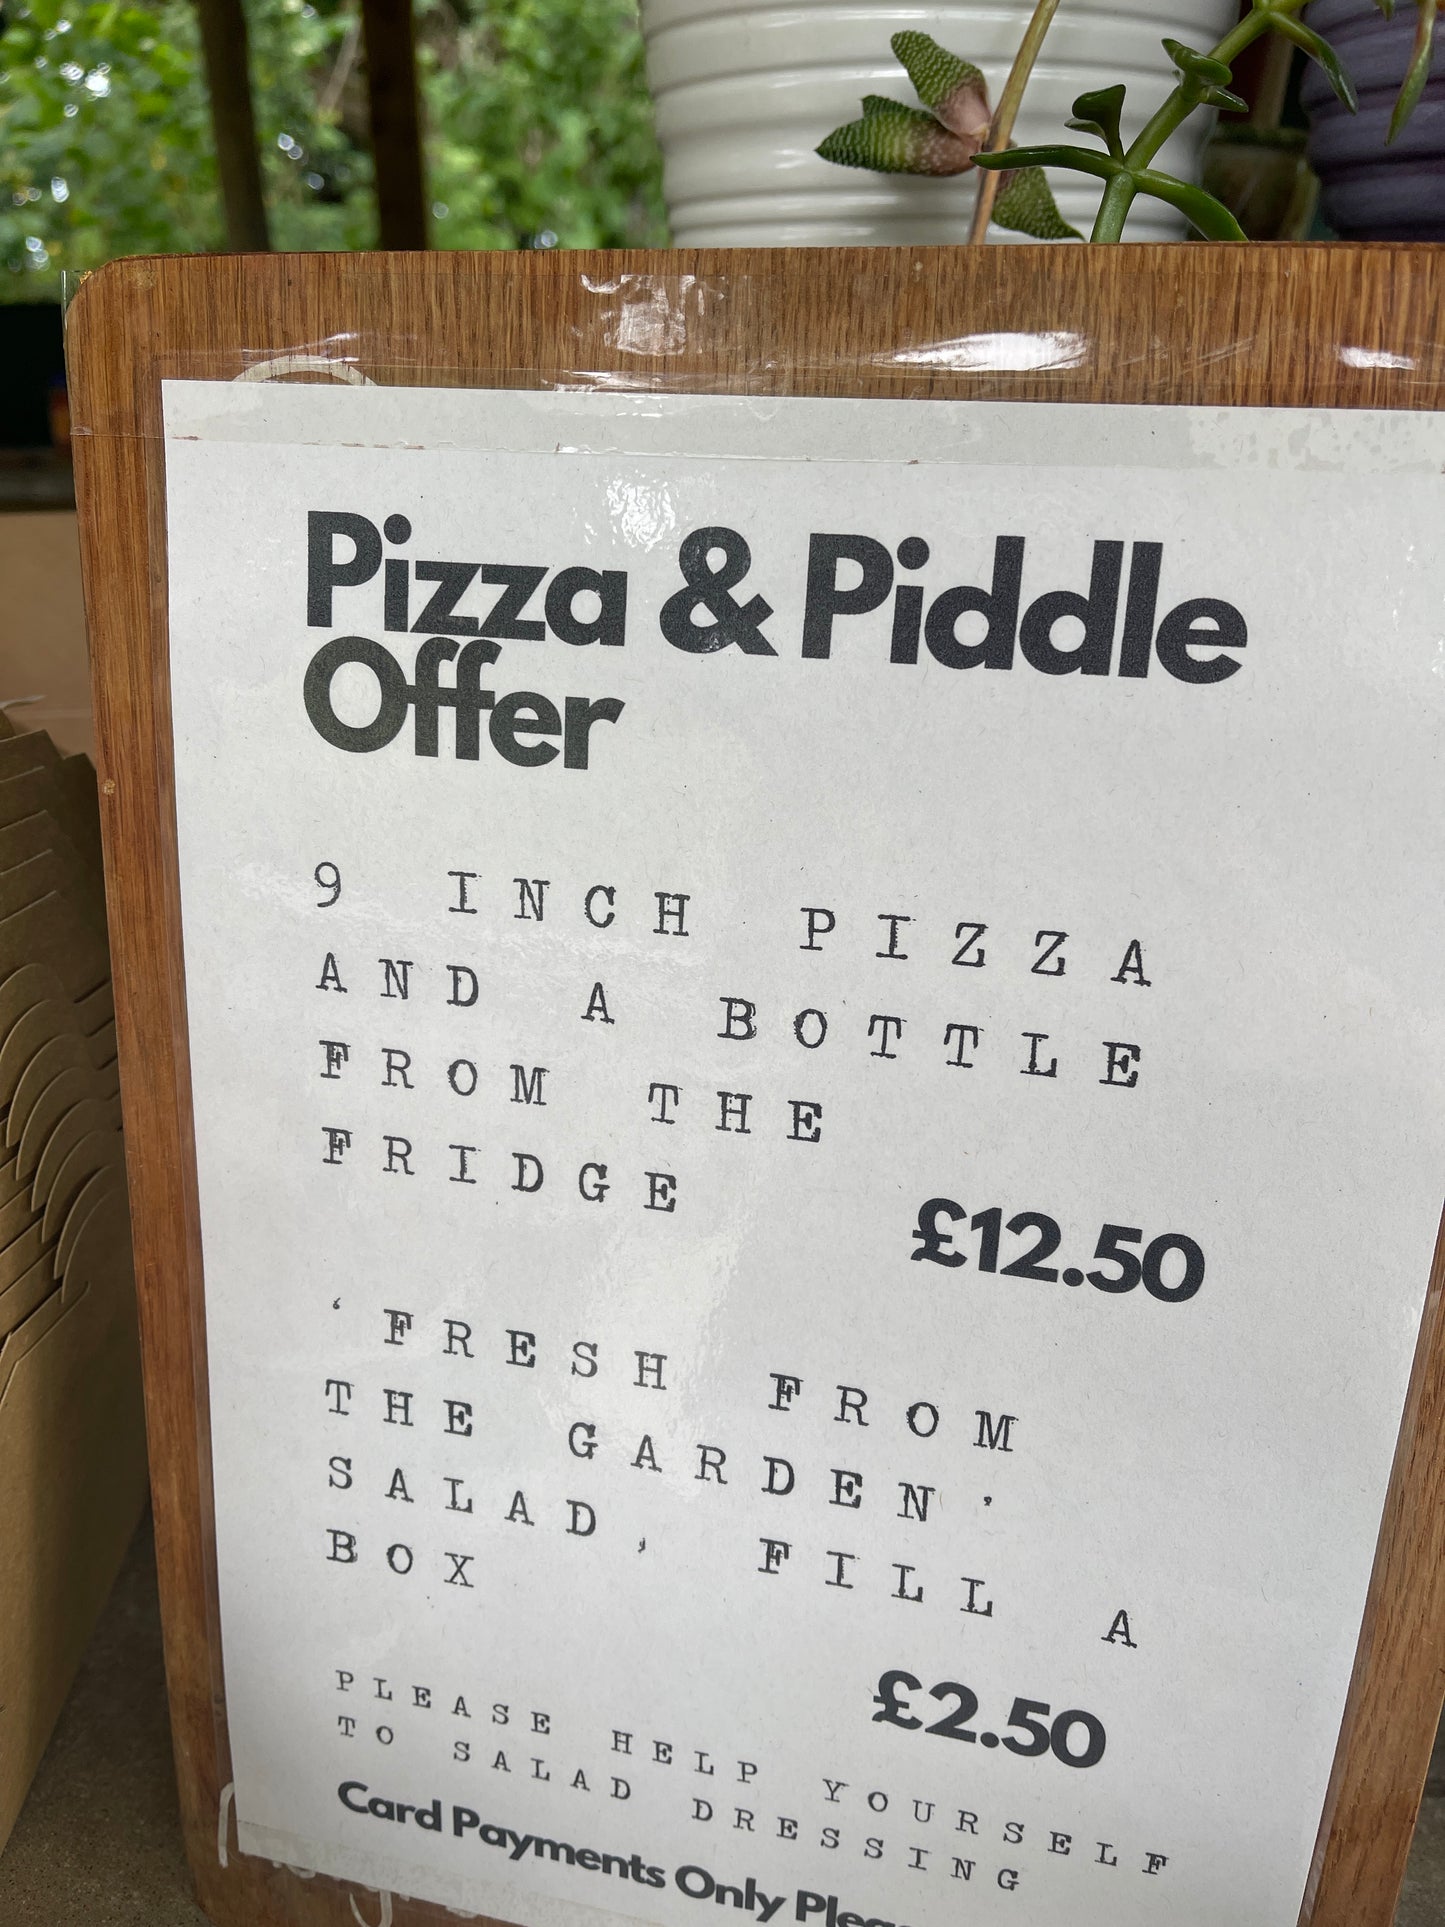 Pizza & Piddle
Offer
9 INCH PIZZA
AND A BOTTLE
FROM THE
FRIDGE
£12.50
‘FRESH FROM
THE GARDEN’
SALAD, FILL A
BOX
£2.50
PLEASE HELP YOURSELF
TO SALAD DRESSING
Card Payments Only Please